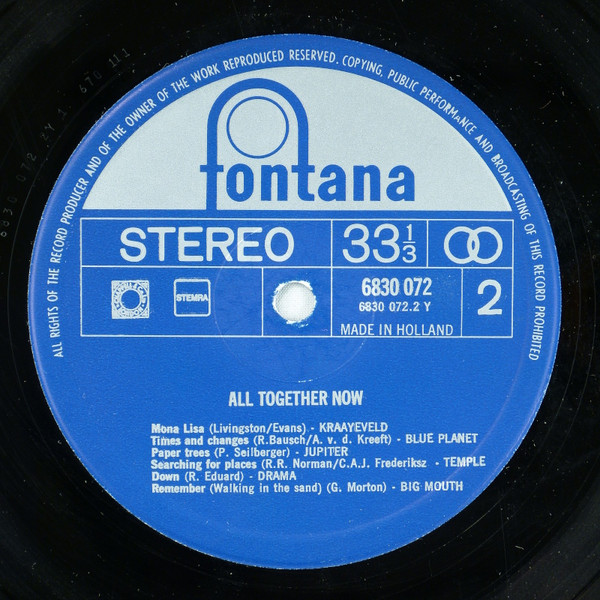 ALL RIGHTS OF THE RECORD PRODUCER AND OF THE OWNER OF THE WORK REPRODUCED RESERVED. COPYING, PUBLIC PERFORMANCE AND BROADCASTING OF THIS RECORD PROHIBITED
fontana
STEREO 33 1/3
6830 072
6830 072.2 Y
2
STEMRA
MADE IN HOLLAND
ALL TOGETHER NOW
Mona Lisa (Livingston/Evans) - KRAAYEVELD
Times and changes (R.Bausch/A. v. d. Kreeft) - BLUE PLANET
Paper trees (P. Seilberger) - JUPITER
Searching for places (R.R. Norman/C.A.J. Frederiksz - TEMPLE
Down (R. Eduard) - DRAMA
Remember (Walking in the sand) (G. Morton) - BIG MOUTH